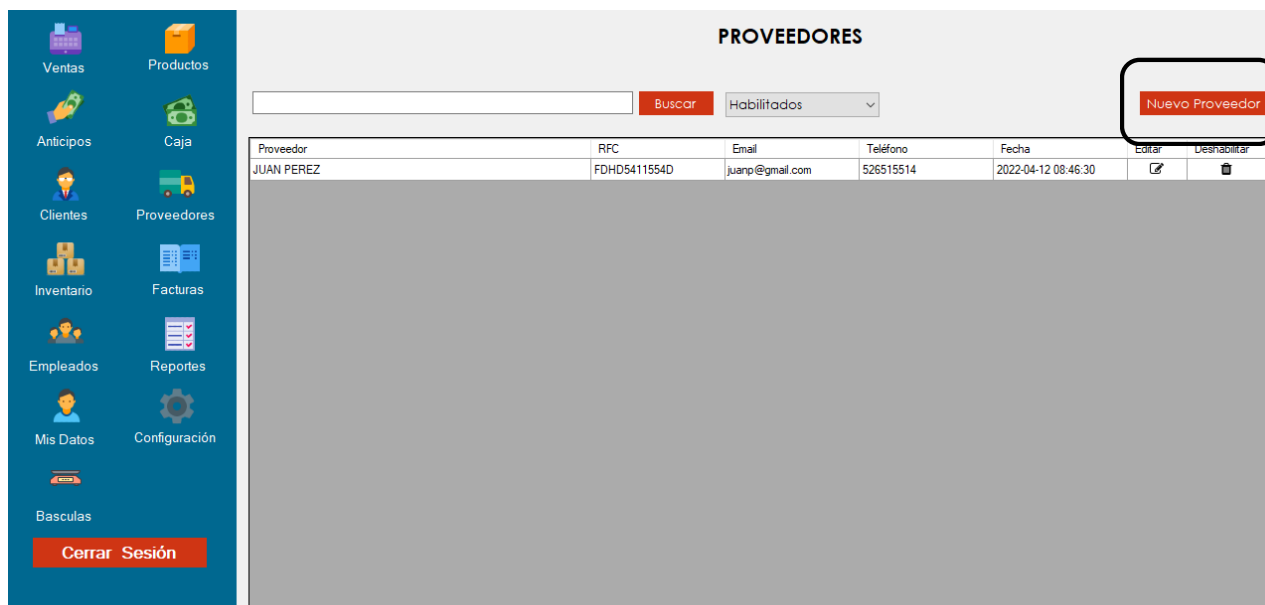 PROVEEDORES
Ventas Productos
Buscar Habilitados Nuevo Proveedor
Anticipos Caja
Proveedor RFC Email Teléfono Fecha Editar Deshabilitar
JUAN PEREZ FDHD5411554D juanp@gmail.com 526515514 2022-04-12 08:46:30
Clientes Proveedores
Inventario Facturas
Empleados Reportes
Mis Datos Configuración
Basculas
Cerrar Sesión